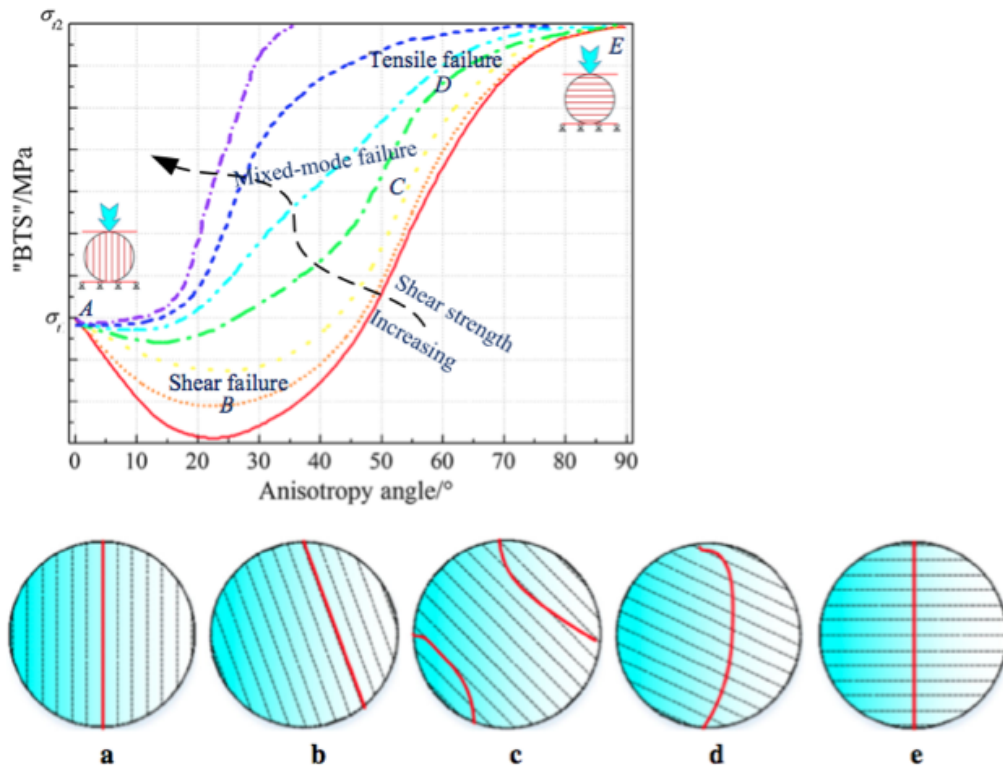 σt2
E
Tensile failure
D
Mixed-mode failure
C
"BTS"/MPa
A
σt
Shear strength
Increasing
Shear failure
B
0 10 20 30 40 50 60 70 80 90
Anisotropy angle/°
a b c d e